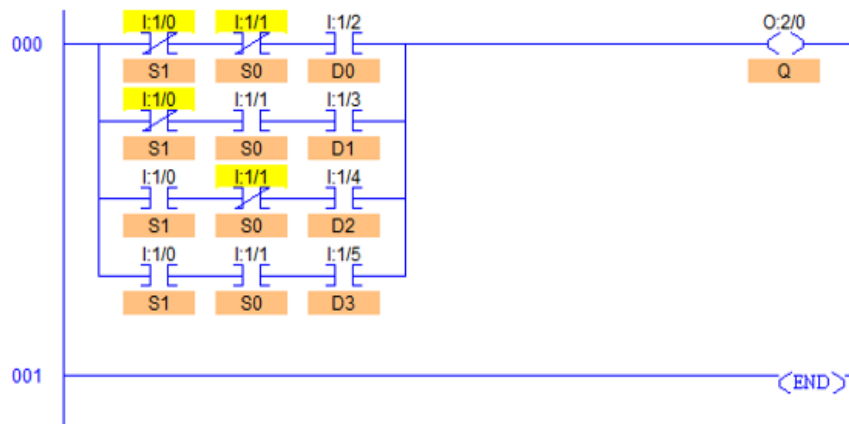 I:1/0 I:1/1 I:1/2 O:2/0
000
S1 S0 D0 Q
I:1/0 I:1/1 I:1/3
S1 S0 D1
I:1/0 I:1/1 I:1/4
S1 S0 D2
I:1/0 I:1/1 I:1/5
S1 S0 D3
001 END